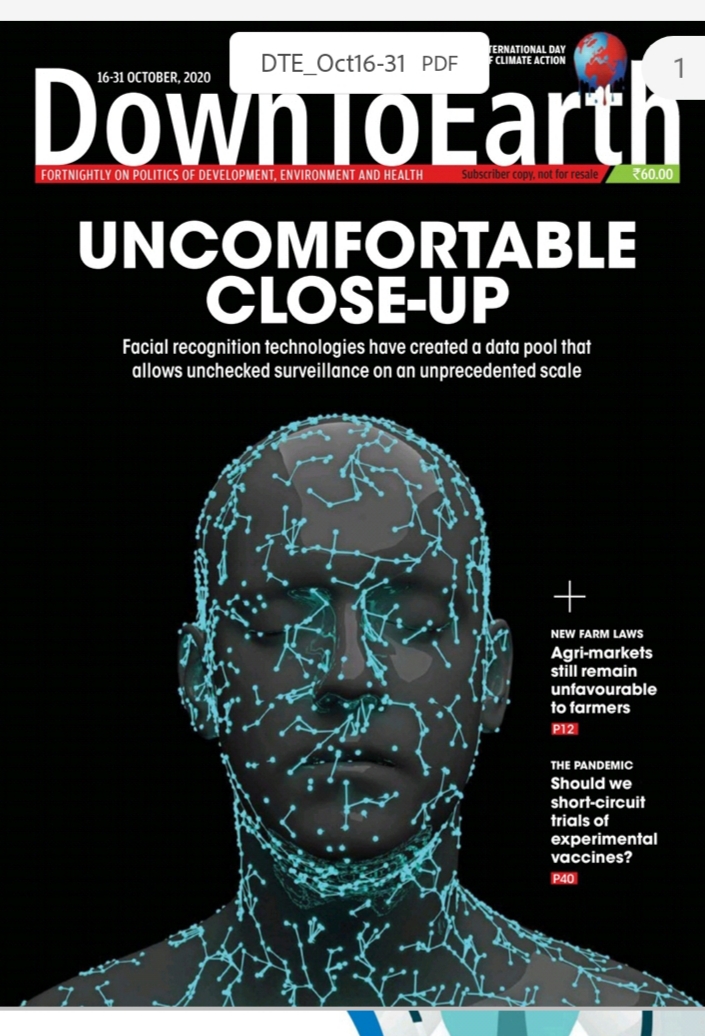 DTE_Oct16-31 PDF
1
TERNATIONAL DAY
F CLIMATE ACTION
16-31 OCTOBER, 2020
DownToEarth
FORTNIGHTLY ON POLITICS OF DEVELOPMENT, ENVIRONMENT AND HEALTH
Subscriber copy, not for resale
₹60.00
UNCOMFORTABLE
CLOSE-UP
Facial recognition technologies have created a data pool that
allows unchecked surveillance on an unprecedented scale
NEW FARM LAWS
Agri-markets
still remain
unfavourable
to farmers
P12
THE PANDEMIC
Should we
short-circuit
trials of
experimental
vaccines?
P40